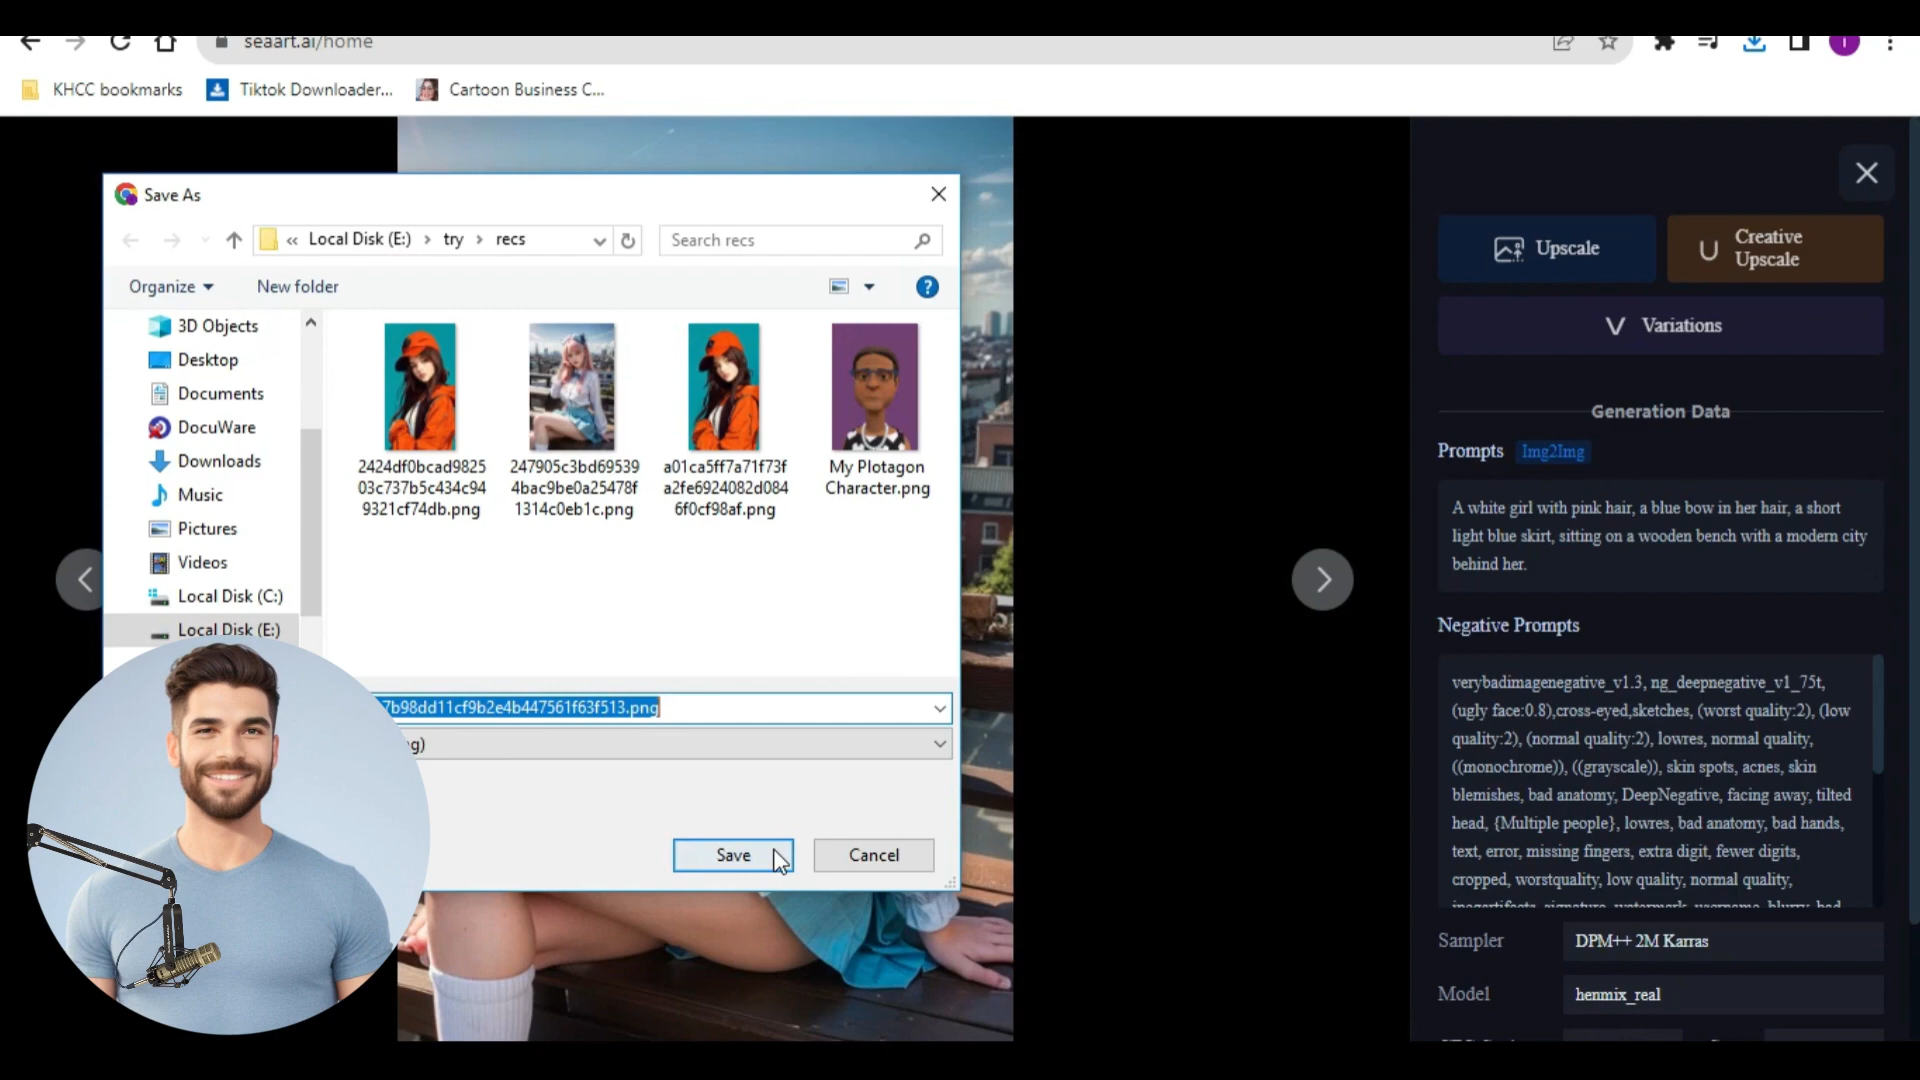 seaart.ai/home
KHCC bookmarks
Tiktok Downloader...
Cartoon Business C...
Save As
« Local Disk (E:) › try › recs
Search recs
Organize
New folder
?
3D Objects
Desktop
Documents
DocuWare
Downloads
Music
Pictures
Videos
Local Disk (C:)
Local Disk (E:)
2424df0bcad9825
03c737b5c434c94
9321cf74db.png
247905c3bd69539
4bac9be0a25478f
1314c0eb1c.png
a01ca5ff7a71f73f
a2fe6924082d084
6f0cf98af.png
My Plotagon
Character.png
7b98dd11cf9b2e4b447561f63f513.png
Save
Cancel
Upscale
U Creative
Upscale
V Variations
Generation Data
Prompts Img2Img
A white girl with pink hair, a blue bow in her hair, a short
light blue skirt, sitting on a wooden bench with a modern city
behind her.
Negative Prompts
verybadimagenegative_v1.3, ng_deepnegative_v1_75t,
(ugly face:0.8),cross-eyed,sketches, (worst quality:2), (low
quality:2), (normal quality:2), lowres, normal quality,
((monochrome)), ((grayscale)), skin spots, acnes, skin
blemishes, bad anatomy, DeepNegative, facing away, tilted
head, {Multiple people}, lowres, bad anatomy, bad hands,
text, error, missing fingers, extra digit, fewer digits,
cropped, worstquality, low quality, normal quality,
Sampler DPM++ 2M Karras
Model henmix_real